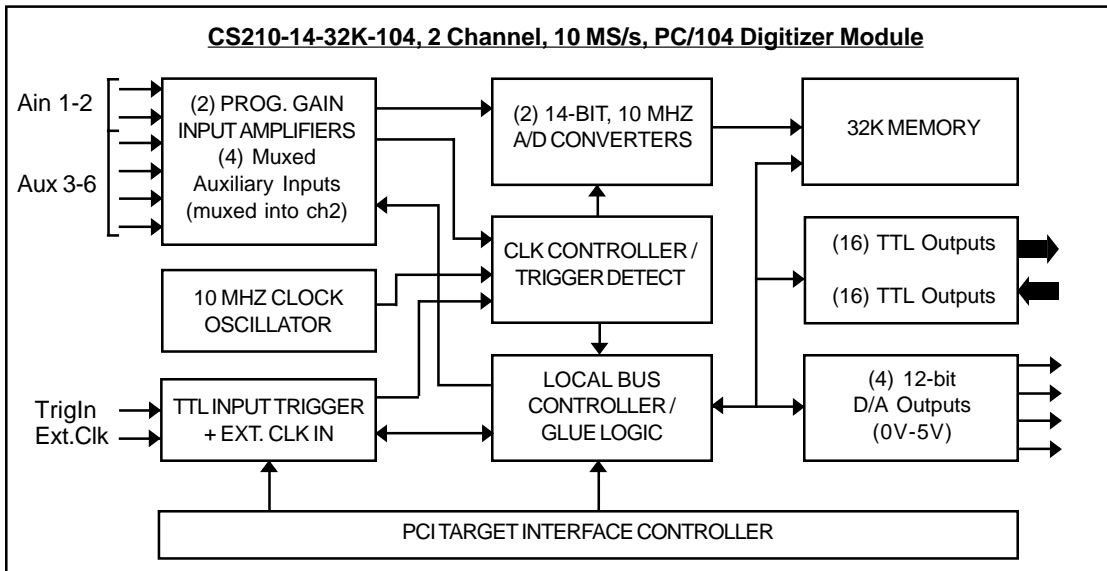 CS210-14-32K-104, 2 Channel, 10 MS/s, PC/104 Digitizer Module
Ain 1-2
Aux 3-6
(2) PROG. GAIN
INPUT AMPLIFIERS
(4) Muxed
Auxiliary Inputs
(muxed into ch2)
(2) 14-BIT, 10 MHZ
A/D CONVERTERS
32K MEMORY
CLK CONTROLLER /
TRIGGER DETECT
(16) TTL Outputs
(16) TTL Outputs
10 MHZ CLOCK
OSCILLATOR
TrigIn
Ext.Clk
TTL INPUT TRIGGER
+ EXT. CLK IN
LOCAL BUS
CONTROLLER /
GLUE LOGIC
(4) 12-bit
D/A Outputs
(0V-5V)
PCI TARGET INTERFACE CONTROLLER